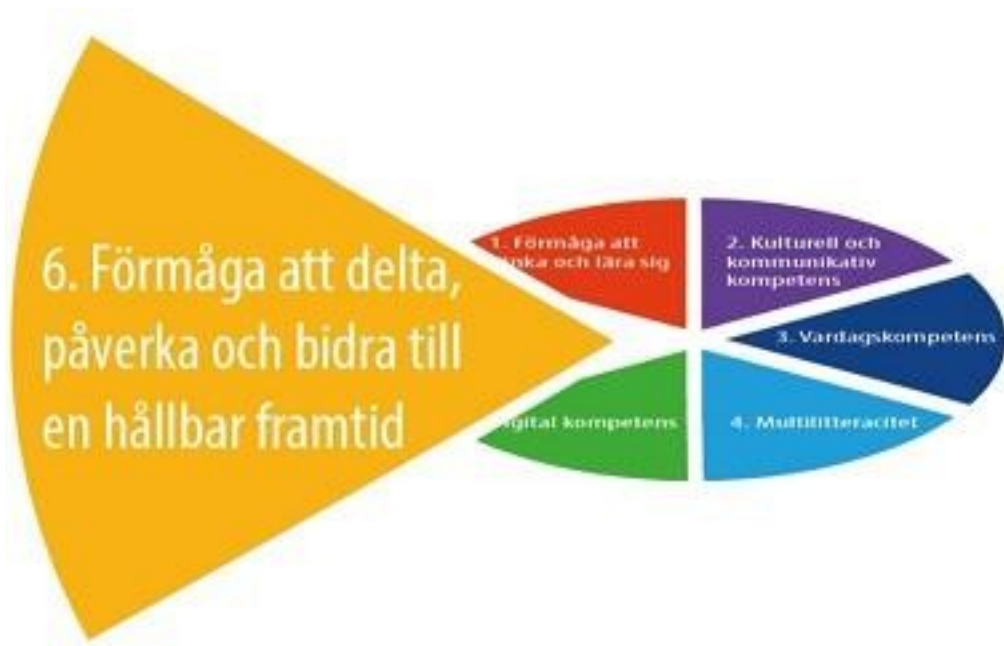 6. Förmåga att delta,
påverka och bidra till
en hållbar framtid
1. Förmåga att
och lära sig
2. Kulturell och
kommunikativ
kompetens
3. Vardagskompetens
4. Multilitteracitet
kompetens